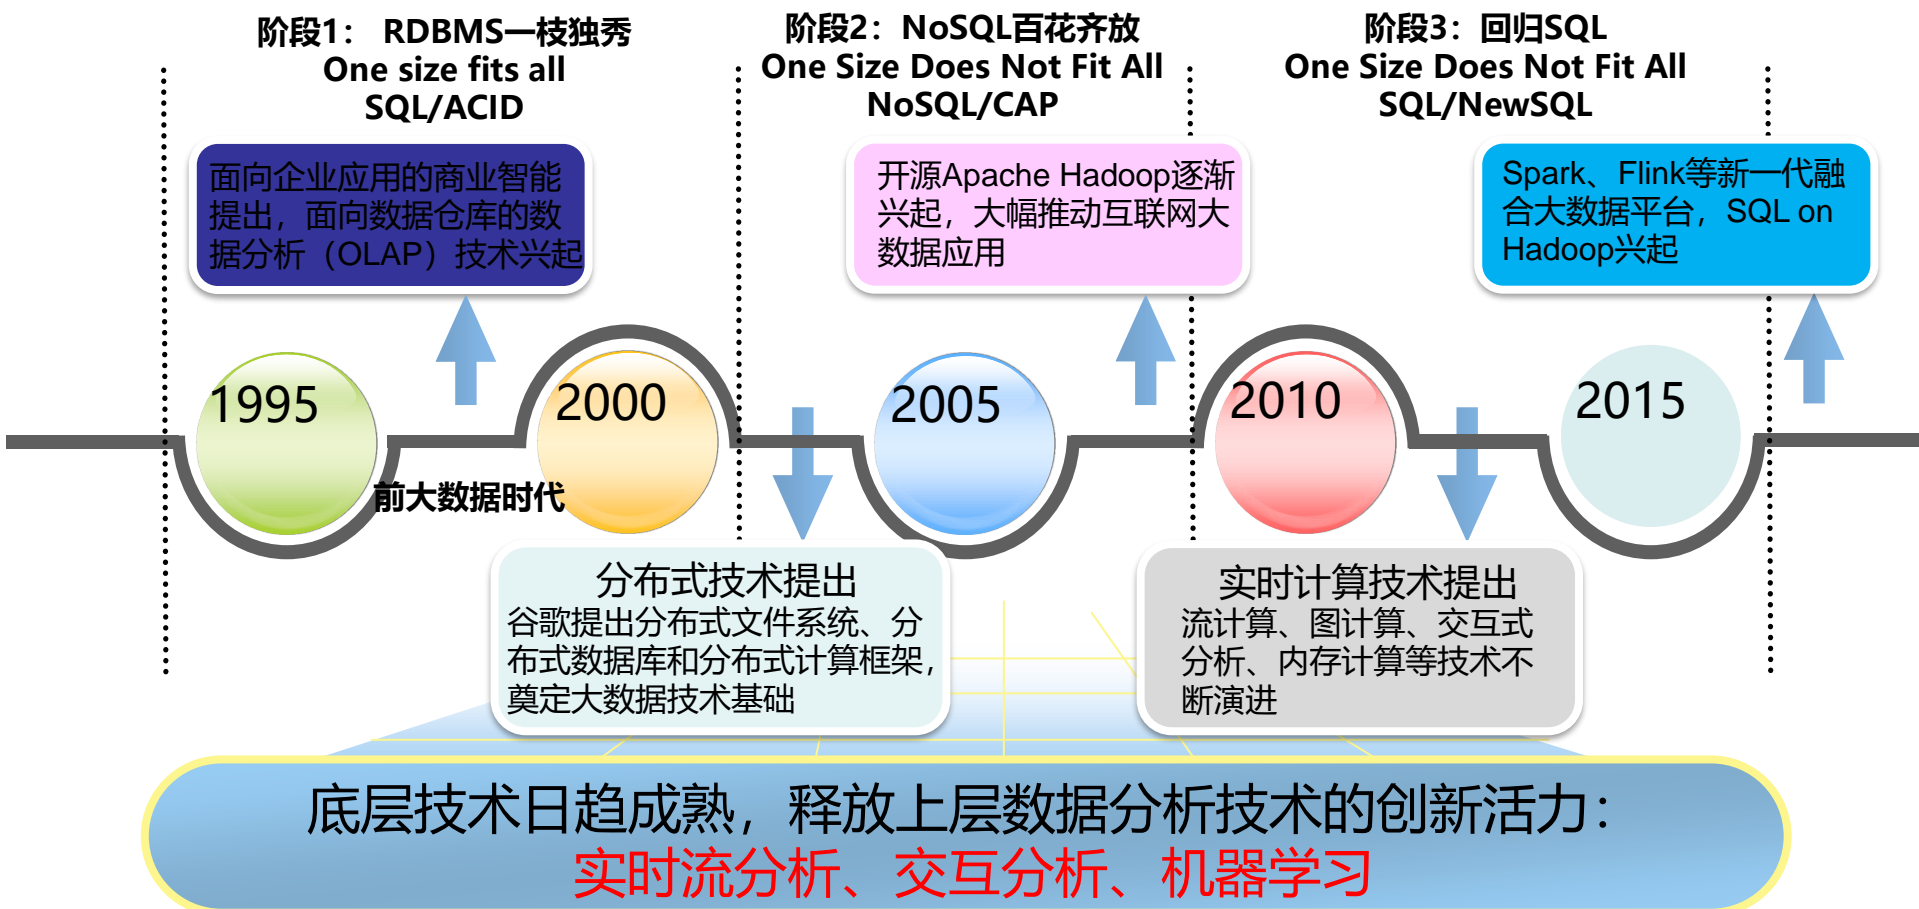 阶段1： RDBMS一枝独秀
One size fits all
SQL/ACID
阶段2：NoSQL百花齐放
One Size Does Not Fit All
NoSQL/CAP
阶段3：回归SQL
One Size Does Not Fit All
SQL/NewSQL
面向企业应用的商业智能
提出，面向数据仓库的数
据分析（OLAP）技术兴起
开源Apache Hadoop逐渐
兴起，大幅推动互联网大
数据应用
Spark、Flink等新一代融
合大数据平台，SQL on
Hadoop兴起
1995
2000
2005
2010
2015
前大数据时代
分布式技术提出
谷歌提出分布式文件系统、分
布式数据库和分布式计算框架，
奠定大数据技术基础
实时计算技术提出
流计算、图计算、交互式
分析、内存计算等技术不
断演进
底层技术日趋成熟，释放上层数据分析技术的创新活力：
实时流分析、交互分析、机器学习